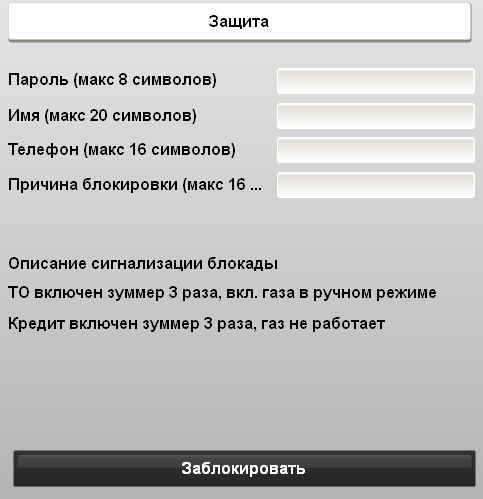 Защита
Пароль (макс 8 символов)
Имя (макс 20 символов)
Телефон (макс 16 символов)
Причина блокировки (макс 16 ...
Описание сигнализации блокады
ТО включен зуммер 3 раза, вкл. газа в ручном режиме
Кредит включен зуммер 3 раза, газ не работает
Заблокировать